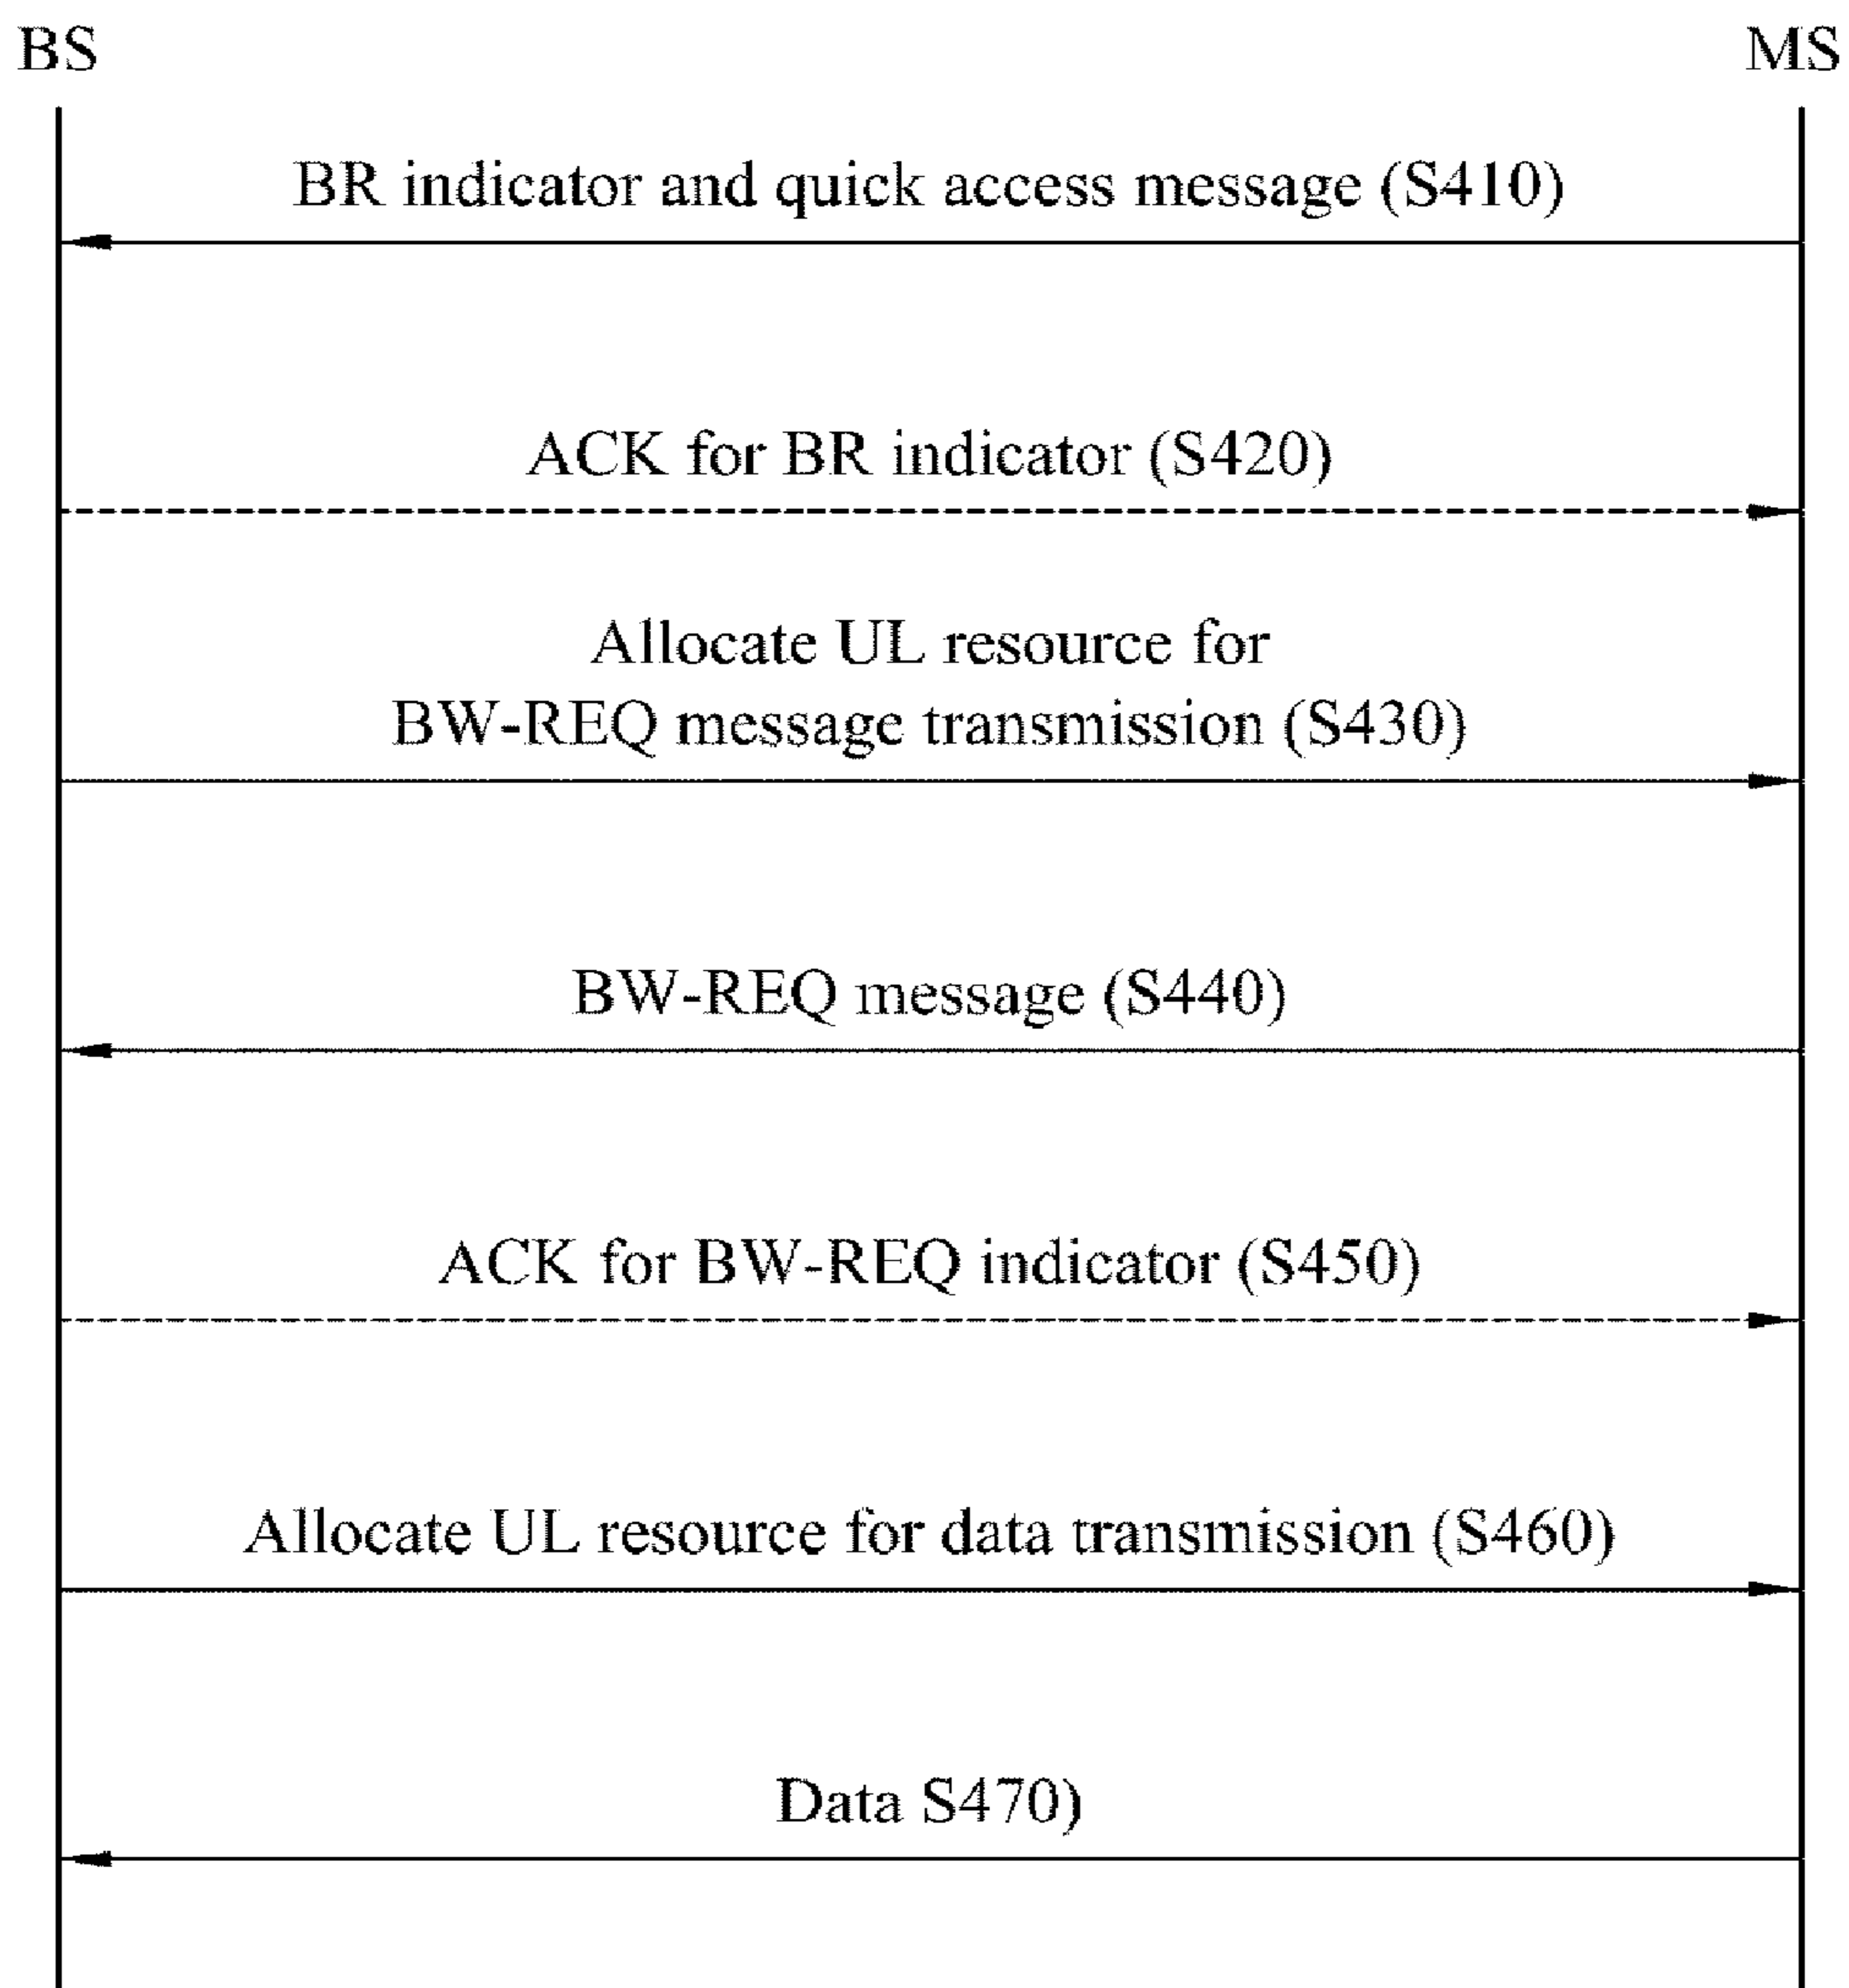 BS
MS
BR indicator and quick access message (S410)
ACK for BR indicator (S420)
Allocate UL resource for
BW-REQ message transmission (S430)
BW-REQ message (S440)
ACK for BW-REQ indicator (S450)
Allocate UL resource for data transmission (S460)
Data S470)